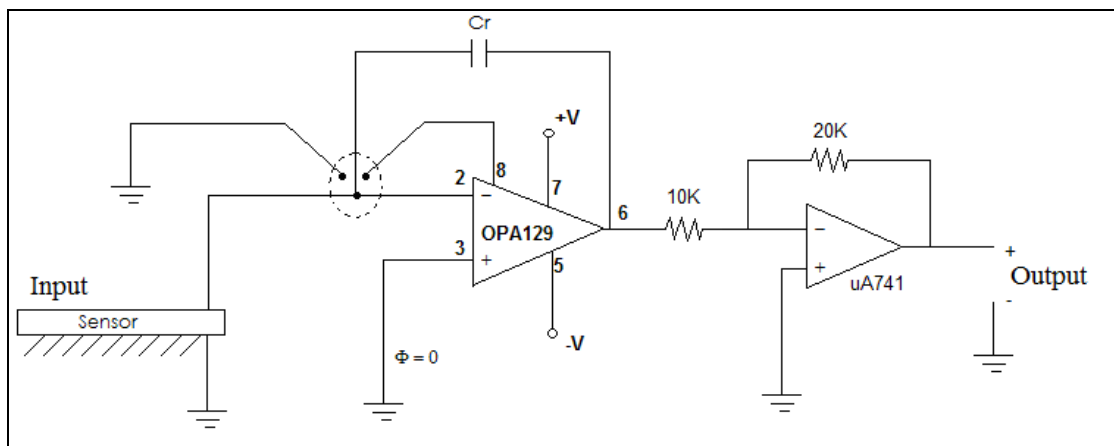 Cr
+V
20K
8
2
7
10K
−
6
OPA129
−
3
+
5
+
uA741
+
Output
-
Input
Sensor
Φ = 0
-V